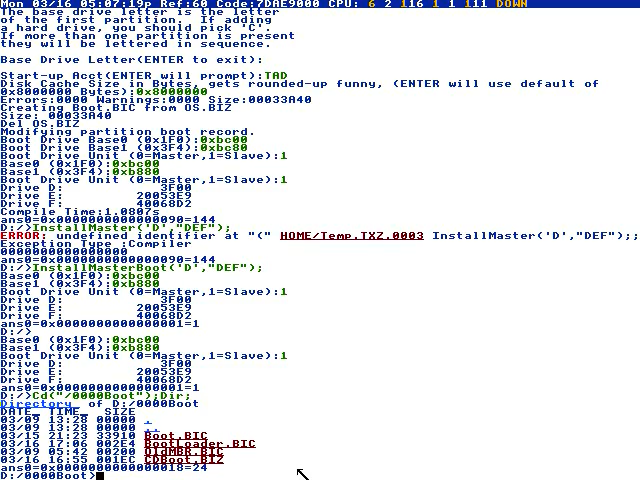 Mon 03/16 05:07:19p Ref:60 Code:7DAE9000 CPU: 6 2 116 1 1 111 DOWN
The base drive letter is the letter
of the first partition. If adding
a hard drive, you should pick 'C'.
If more than one partition is present
they will be lettered in sequence.
Base Drive Letter(ENTER to exit):
Start-up Acct(ENTER will prompt):TAD
Disk Cache Size in Bytes, gets rounded-up funny, (ENTER will use default of
0x8000000 Bytes):0x8000000
Errors:0000 Warnings:0000 Size:00033A40
Creating Boot.BIC from OS.BIZ
Size: 00033A40
Del OS.BIZ
Modifying partition boot record.
Boot Drive Base0 (0x1F0):0xbc00
Boot Drive Base1 (0x3F4):0xbc80
Boot Drive Unit (0=Master,1=Slave):1
Base0 (0x1F0):0xbc00
Base1 (0x3F4):0xb880
Boot Drive Unit (0=Master,1=Slave):1
Drive D: 3F00
Drive E: 20053E9
Drive F: 40068D2
Compile Time:1.0807s
ans0=0x0000000000000090=144
D:/>InstallMaster('D',"DEF");
ERROR: undefined identifier at "(" HOME/Temp.TXZ,0003 InstallMaster('D',"DEF");;
Exception Type :Compiler
0000000000000000
ans0=0x0000000000000090=144
D:/>InstallMasterBoot('D',"DEF");
Base0 (0x1F0):0xbc00
Base1 (0x3F4):0xb880
Boot Drive Unit (0=Master,1=Slave):1
Drive D: 3F00
Drive E: 20053E9
Drive F: 40068D2
ans0=0x0000000000000001=1
D:/>
Base0 (0x1F0):0xbc00
Base1 (0x3F4):0xb880
Boot Drive Unit (0=Master,1=Slave):1
Drive D: 3F00
Drive E: 20053E9
Drive F: 40068D2
ans0=0x0000000000000001=1
D:/>Cd("/0000Boot");Dir;
Directory of D:/0000Boot
DATE_ TIME_ SIZE
03/09 13:28 00000 .
03/09 13:28 00000 ..
03/15 21:23 33910 Boot.BIC
03/16 17:06 002E4 BootLoader.BIC
03/09 05:42 00200 OldMBR.BIC
03/16 16:55 001EC CDBoot.BIZ
ans0=0x0000000000000018=24
D:/0000Boot>